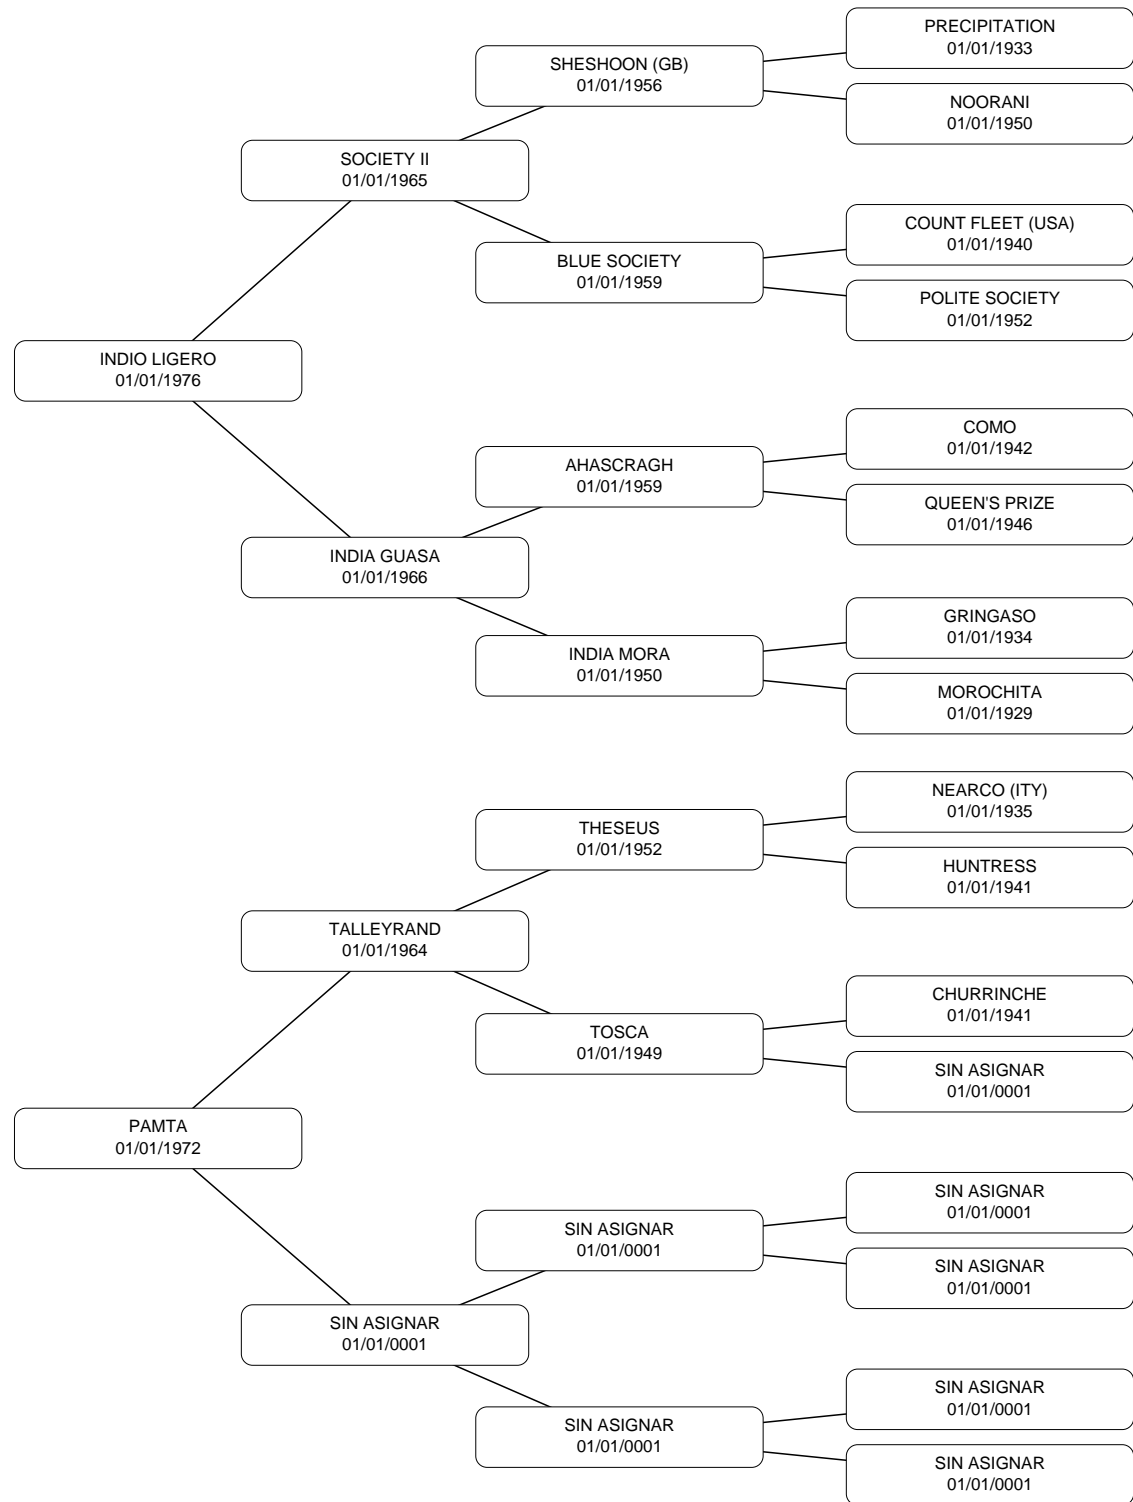 PRECIPITATION
01/01/1933
SHESHOON (GB)
01/01/1956
NOORANI
01/01/1950
SOCIETY II
01/01/1965
COUNT FLEET (USA)
01/01/1940
BLUE SOCIETY
01/01/1959
POLITE SOCIETY
01/01/1952
INDIO LIGERO
01/01/1976
COMO
01/01/1942
AHASCRAGH
01/01/1959
QUEEN'S PRIZE
01/01/1946
INDIA GUASA
01/01/1966
GRINGASO
01/01/1934
INDIA MORA
01/01/1950
MOROCHITA
01/01/1929
NEARCO (ITY)
01/01/1935
THESEUS
01/01/1952
HUNTRESS
01/01/1941
TALLEYRAND
01/01/1964
CHURRINCHE
01/01/1941
TOSCA
01/01/1949
SIN ASIGNAR
01/01/0001
PAMTA
01/01/1972
SIN ASIGNAR
01/01/0001
SIN ASIGNAR
01/01/0001
SIN ASIGNAR
01/01/0001
SIN ASIGNAR
01/01/0001
SIN ASIGNAR
01/01/0001
SIN ASIGNAR
01/01/0001
SIN ASIGNAR
01/01/0001